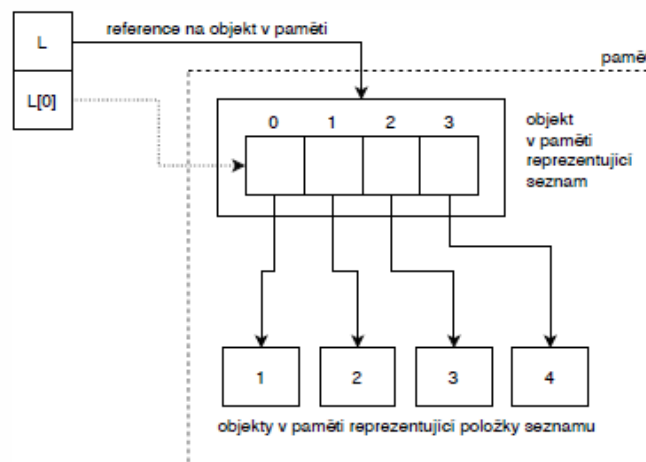 L
reference na objekt v paměti
paměť
L[0]
0 1 2 3
objekt
v paměti
reprezentující
seznam
1 2 3 4
objekty v paměti reprezentující položky seznamu